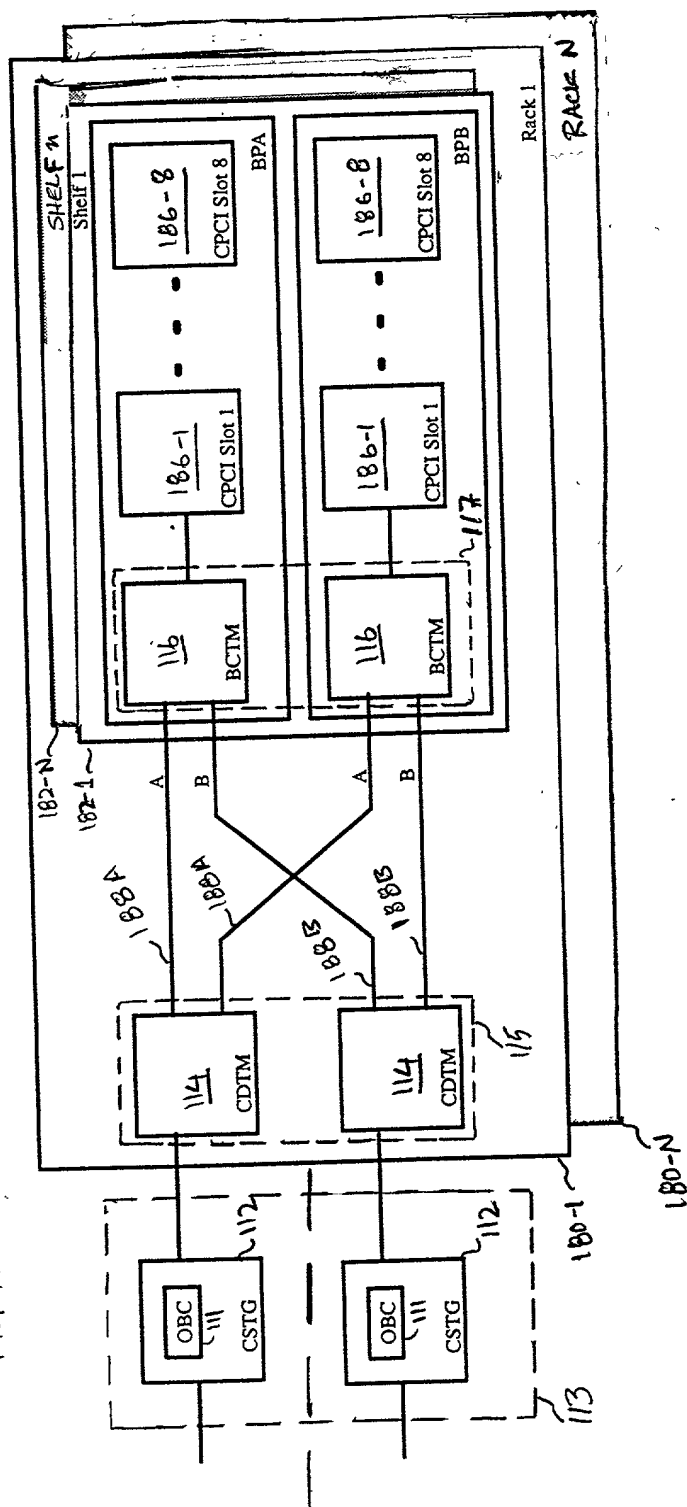 RACK N
Rack 1
SHELF n
Shelf 1
182-N
182-1
BPA
116
BCTM
186-1
CPCI Slot 1
186-8
CPCI Slot 8
BPB
116
BCTM
186-1
CPCI Slot 1
186-8
CPCI Slot 8
117
A
B
A
B
188A
188A
188B
188B
114
CDTM
114
CDTM
115
112
OBC
111
CSTG
112
OBC
111
CSTG
113
180-1
180-N